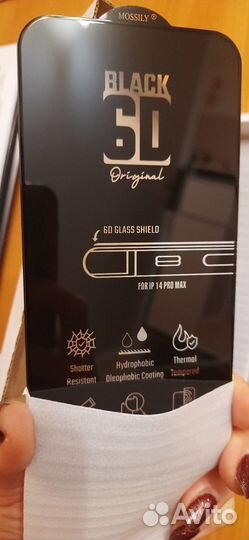 MOSSILY®
BLACK
6D
Original
6D GLASS SHIELD
FOR IP 14 PRO MAX
Shatter
Resistant
Hydrophobic
Oleophobic Coating
Thermal
Tampered
Avito